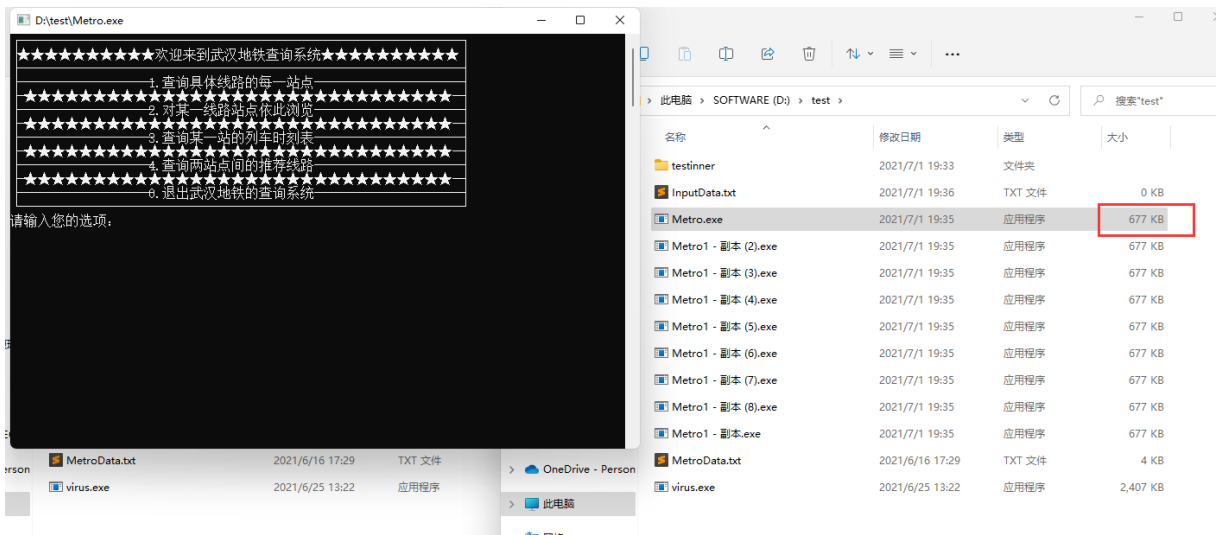 D:\test\Metro.exe
★★★★★★★★★★欢迎来到武汉地铁查询系统★★★★★★★★★★
1.查询具体线路的每一站点
2.对某一线路站点依此浏览
3.查询某一站的列车时刻表
4.查询两站点间的推荐线路
0.退出武汉地铁的查询系统
请输入您的选项:
此电脑 > SOFTWARE (D:) > test >
搜索"test"
名称 修改日期 类型 大小
testinner 2021/7/1 19:33 文件夹
InputData.txt 2021/7/1 19:36 TXT 文件 0 KB
Metro.exe 2021/7/1 19:35 应用程序 677 KB
Metro1 - 副本 (2).exe 2021/7/1 19:35 应用程序 677 KB
Metro1 - 副本 (3).exe 2021/7/1 19:35 应用程序 677 KB
Metro1 - 副本 (4).exe 2021/7/1 19:35 应用程序 677 KB
Metro1 - 副本 (5).exe 2021/7/1 19:35 应用程序 677 KB
Metro1 - 副本 (6).exe 2021/7/1 19:35 应用程序 677 KB
Metro1 - 副本 (7).exe 2021/7/1 19:35 应用程序 677 KB
Metro1 - 副本 (8).exe 2021/7/1 19:35 应用程序 677 KB
Metro1 - 副本.exe 2021/7/1 19:35 应用程序 677 KB
MetroData.txt 2021/6/16 17:29 TXT 文件 4 KB
virus.exe 2021/6/25 13:22 应用程序 2,407 KB
erson
MetroData.txt 2021/6/16 17:29 TXT 文件
virus.exe 2021/6/25 13:22 应用程序
OneDrive - Person
此电脑